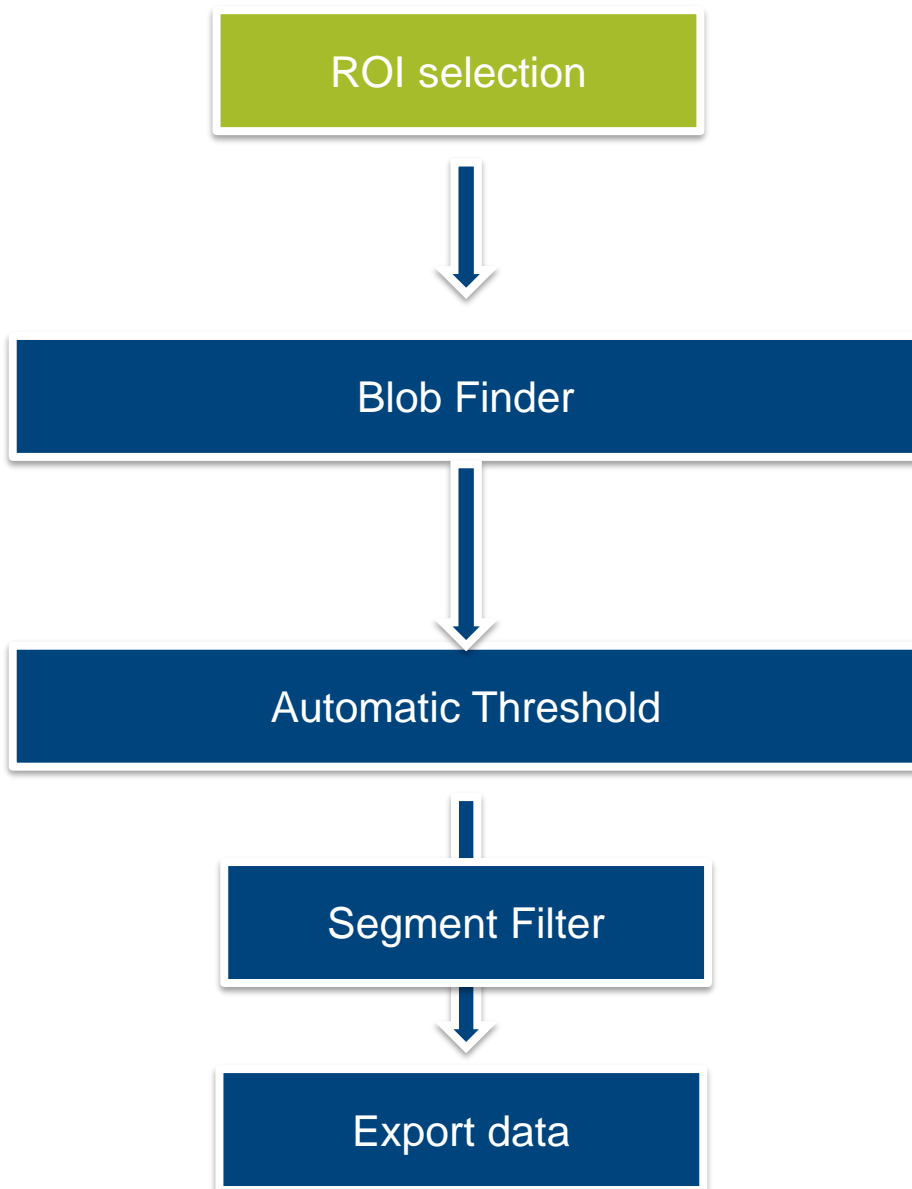 ROI selection
Blob Finder
Automatic Threshold
Segment Filter
Export data